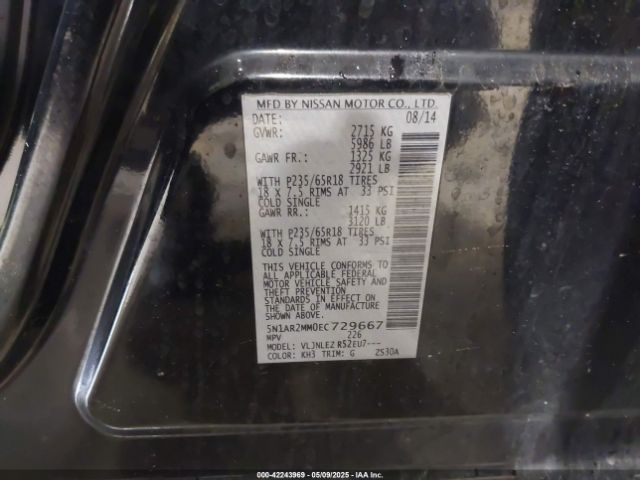 MFD BY NISSAN MOTOR CO., LTD.
DATE: 08/14
GVWR: 2715 KG
5986 LB
GAWR FR.: 1325 KG
2921 LB
WITH P235/65R18 TIRES
18 X 7.5 RIMS AT 33 PSI
COLD SINGLE
GAWR RR.: 1415 KG
3120 LB
WITH P235/65R18 TIRES
18 X 7.5 RIMS AT 33 PSI
COLD SINGLE
THIS VEHICLE CONFORMS TO
ALL APPLICABLE FEDERAL
MOTOR VEHICLE SAFETY AND
THEFT PREVENTION
STANDARDS IN EFFECT ON
THE DATE OF MANUFACTURE
SHOWN ABOVE.
5N1AR2MM0EC729667
MPV 226
MODEL: VLJNLEZ R52EU7---
COLOR: KH3 TRIM: G ZS30A
000-42243969 | 05/09/2025 | IAA Inc.